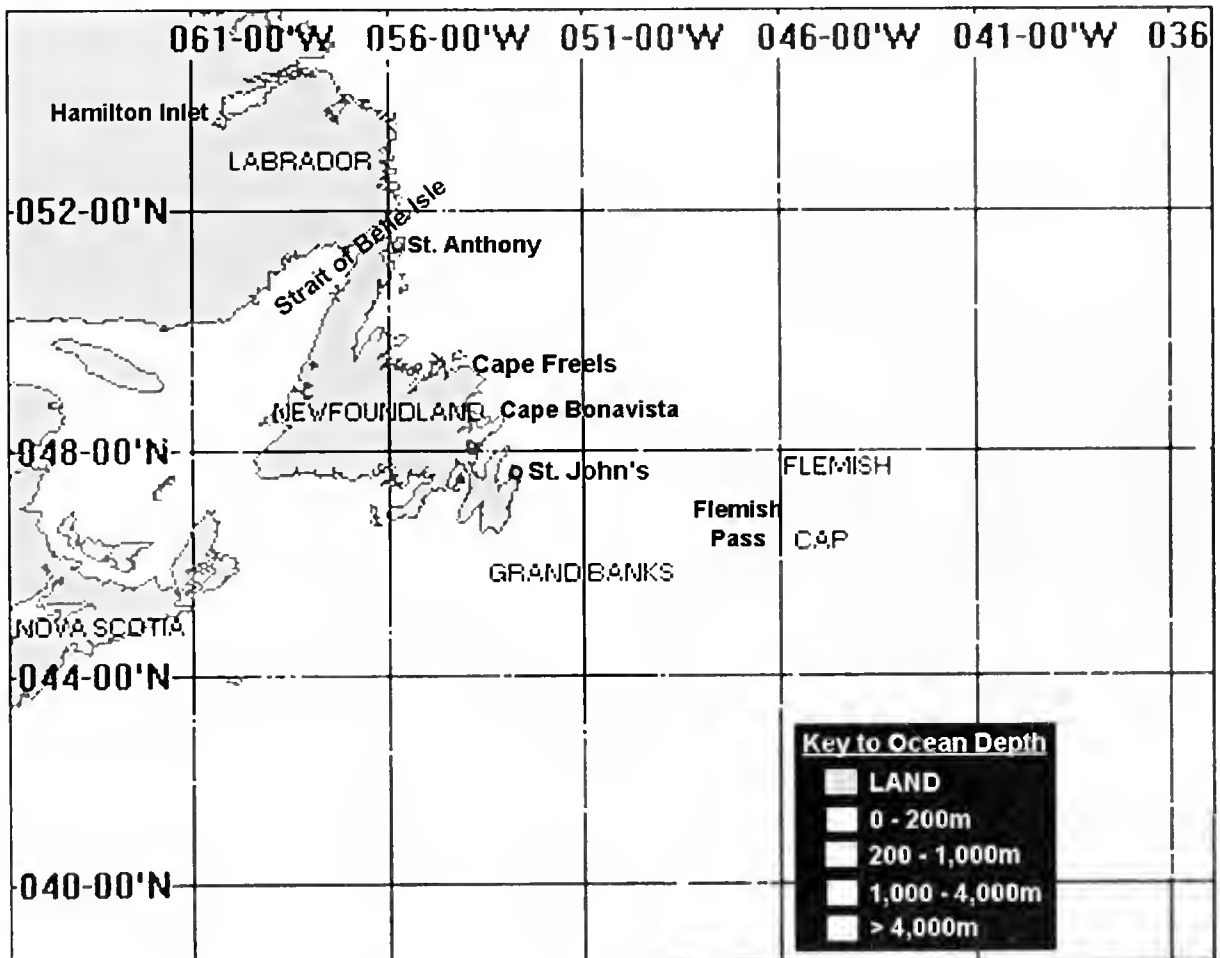 061-00'W 056-00'W 051-00'W 046-00'W 041-00'W 036
Hamilton Inlet
LABRADOR
052-00'N
Strait of Belle Isle
St. Anthony
Cape Freels
NEWFOUNDLAND
Cape Bonavista
048-00'N
St. John's
FLEMISH
CAP
Flemish
Pass
GRAND BANKS
NOVA SCOTIA
044-00'N
Key to Ocean Depth
LAND
0 - 200m
200 - 1,000m
1,000 - 4,000m
> 4,000m
040-00'N